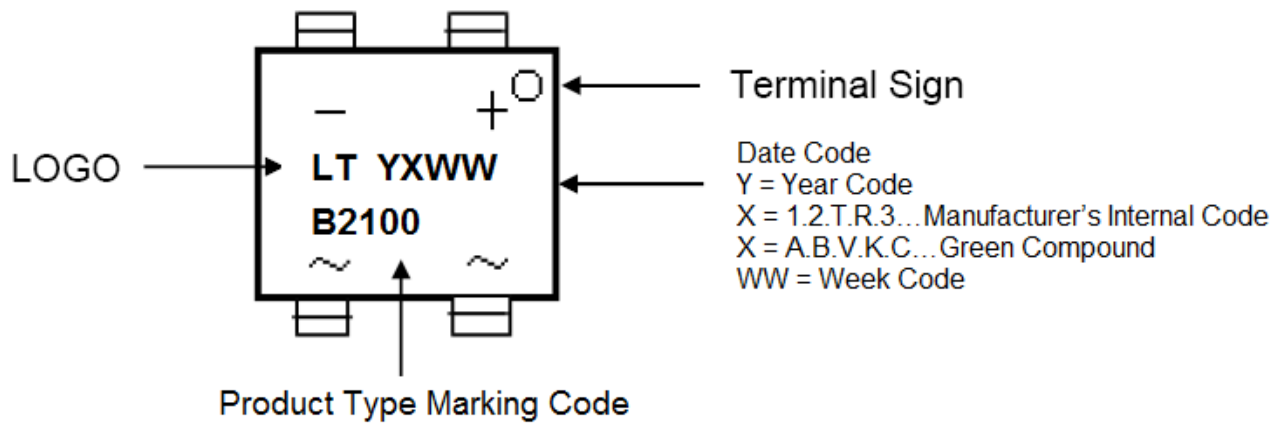 Terminal Sign
− +
LOGO
LT YXWW
B2100
~ ~
Date Code
Y = Year Code
X = 1.2.T.R.3...Manufacturer's Internal Code
X = A.B.V.K.C...Green Compound
WW = Week Code
Product Type Marking Code